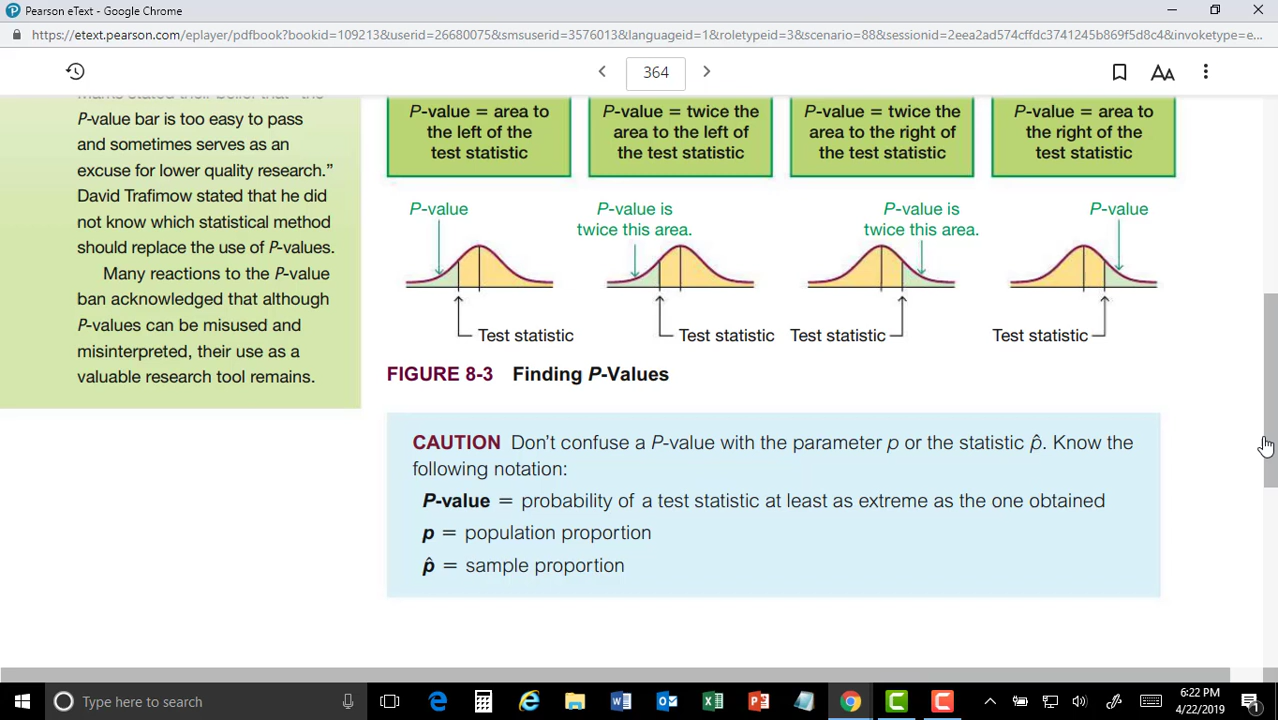 Pearson eText - Google Chrome
https://etext.pearson.com/eplayer/pdfbook?bookid=109213&userid=26680075&smsuserid=35760136&languageid=1&roletypeid=3&scenario=88&sessionid=2eea2ad574cffdc3741245b869f5d8c4&invoketype=e...
364
AA
P-value bar is too easy to pass
and sometimes serves as an
excuse for lower quality research.”
David Trafimow stated that he did
not know which statistical method
should replace the use of P-values.
Many reactions to the P-value
ban acknowledged that although
P-values can be misused and
misinterpreted, their use as a
valuable research tool remains.
P-value = area to
the left of the
test statistic
P-value = twice the
area to the left of
the test statistic
P-value = twice the
area to the right of
the test statistic
P-value = area to
the right of the
test statistic
P-value
P-value is
twice this area.
P-value is
twice this area.
P-value
Test statistic
Test statistic
Test statistic
Test statistic
FIGURE 8-3 Finding P-Values
CAUTION Don't confuse a P-value with the parameter p or the statistic p̂. Know the
following notation:
P-value = probability of a test statistic at least as extreme as the one obtained
p = population proportion
p̂ = sample proportion
Type here to search
6:22 PM
4/22/2019